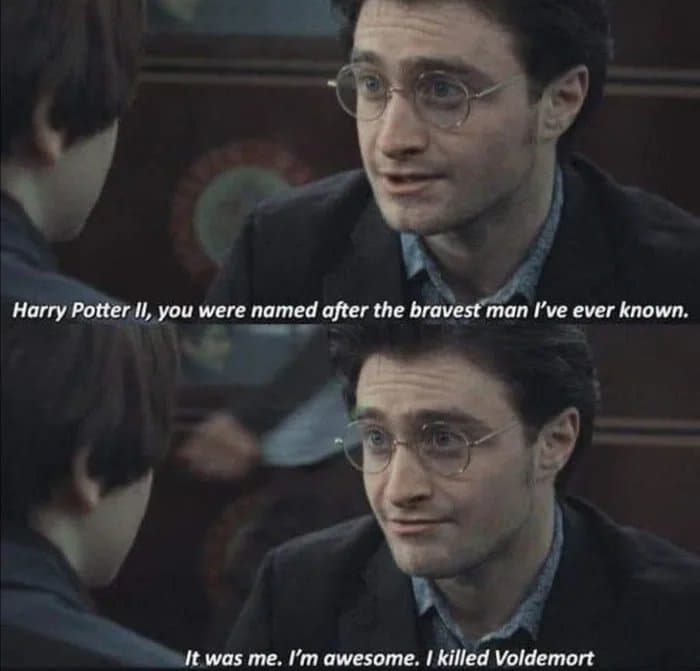 Harry Potter II, you were named after the bravest man I've ever known.
It was me. I'm awesome. I killed Voldemort